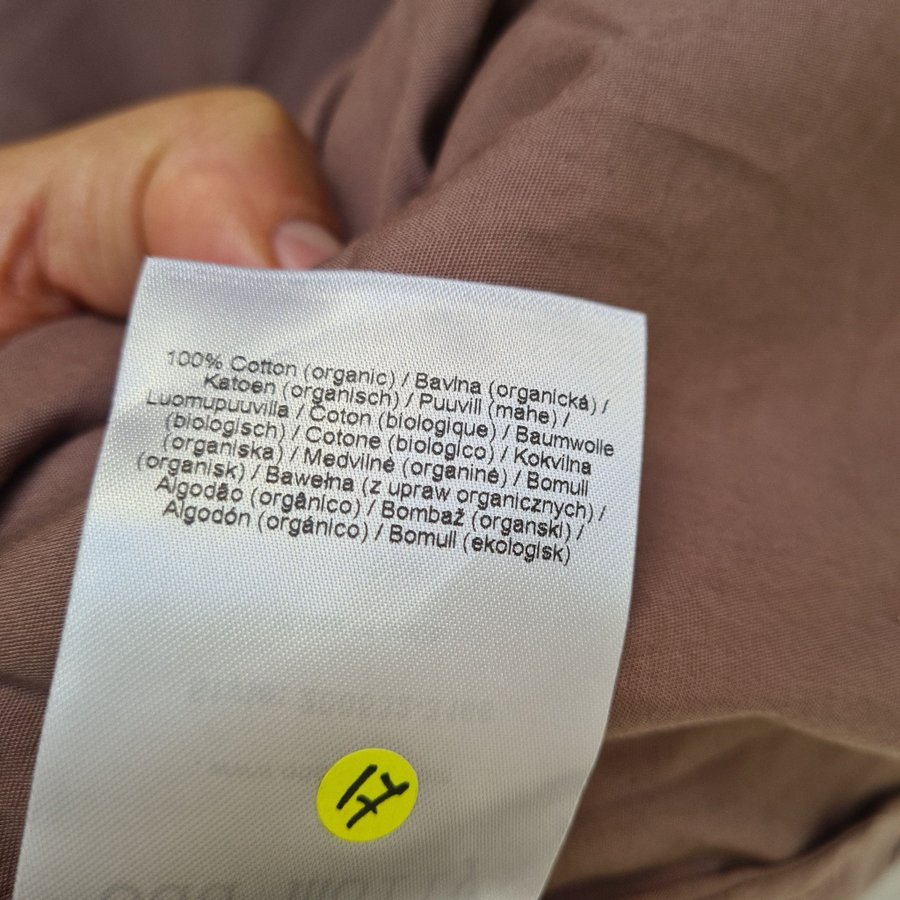 100% Cotton (organic) / Bavlna (organická) /
Katoen (organisch) / Puuvill (mahe) /
Luomupuuvilla / Coton (biologique) / Baumwolle
(biologisch) / Cotone (biologico) / Kokvilna
(organiska) / Medvilnė (organinė) / Bomull
(organisk) / Bawełna (z upraw organicznych) /
Algodão (orgânico) / Bombaž (organski) /
Algodón (orgánico) / Bomull (ekologisk)
17